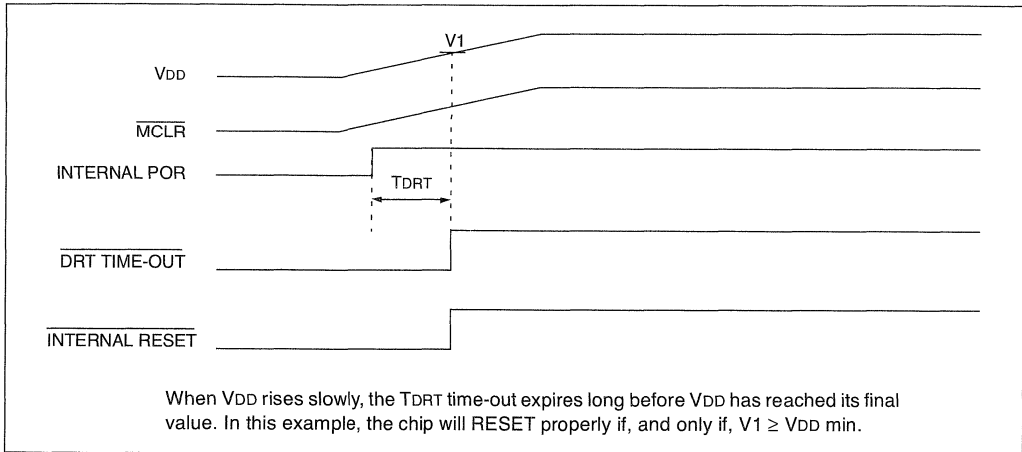 V1
VDD
MCLR
INTERNAL POR
TDRT
DRT TIME-OUT
INTERNAL RESET
When VDD rises slowly, the TDRT time-out expires long before VDD has reached its final
value. In this example, the chip will RESET properly if, and only if, V1 ≥ VDD min.